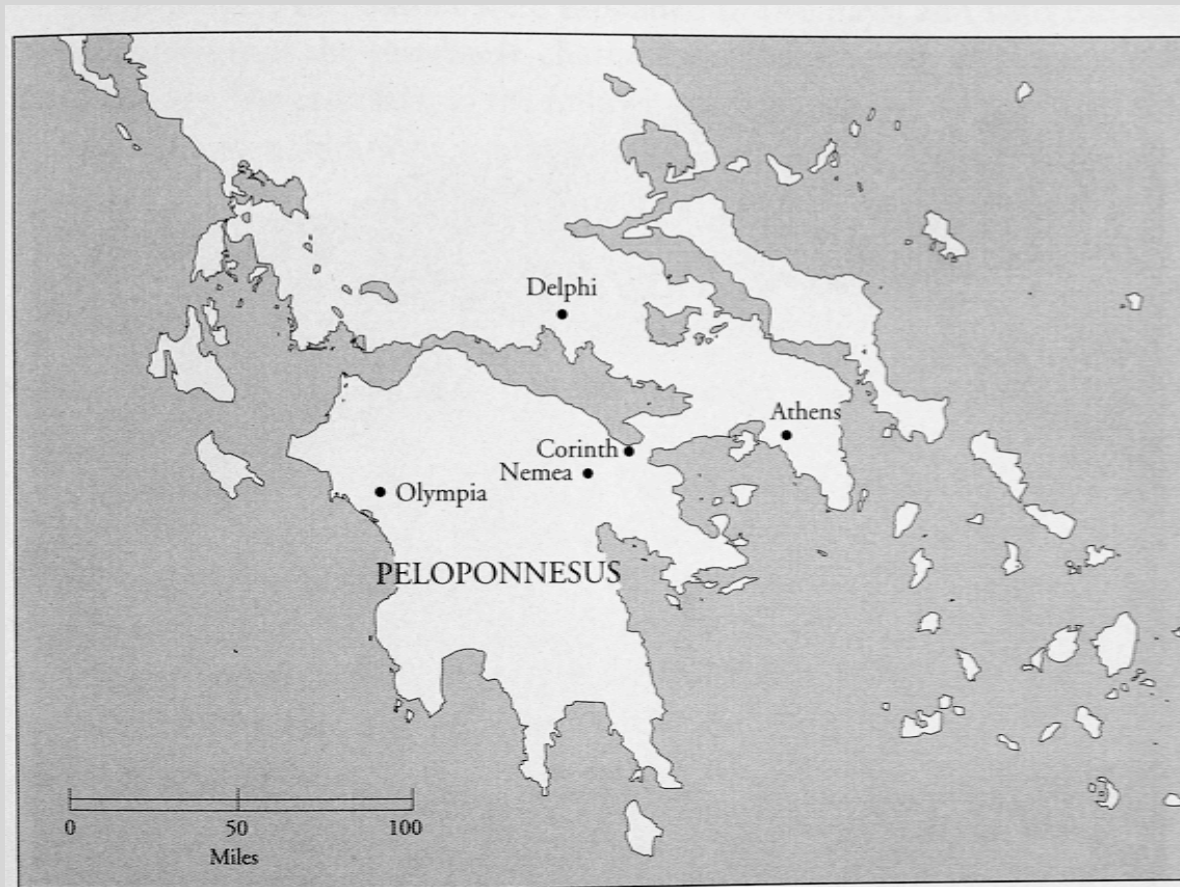 Delphi
Athens
Corinth
Nemea
Olympia
PELOPONNESUS
0 50 100
Miles